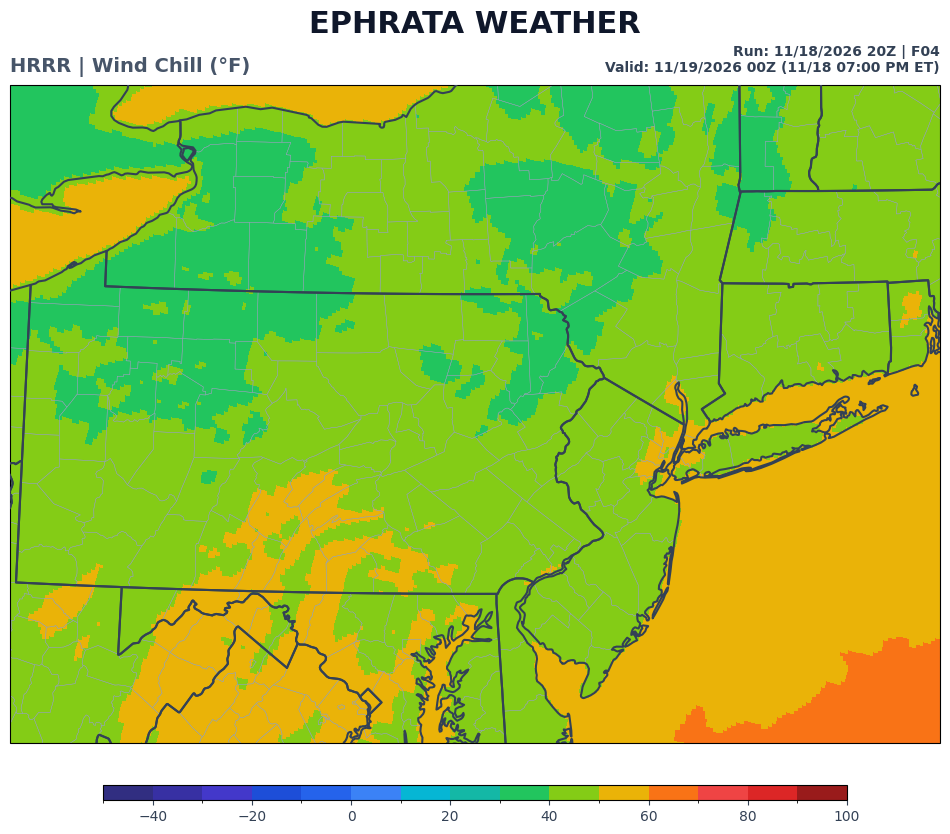 EPHRATA WEATHER
HRRR | Wind Chill (°F)
Run: 11/18/2026 20Z | F04
Valid: 11/19/2026 00Z (11/18 07:00 PM ET)
−40 −20 0 20 40 60 80 100